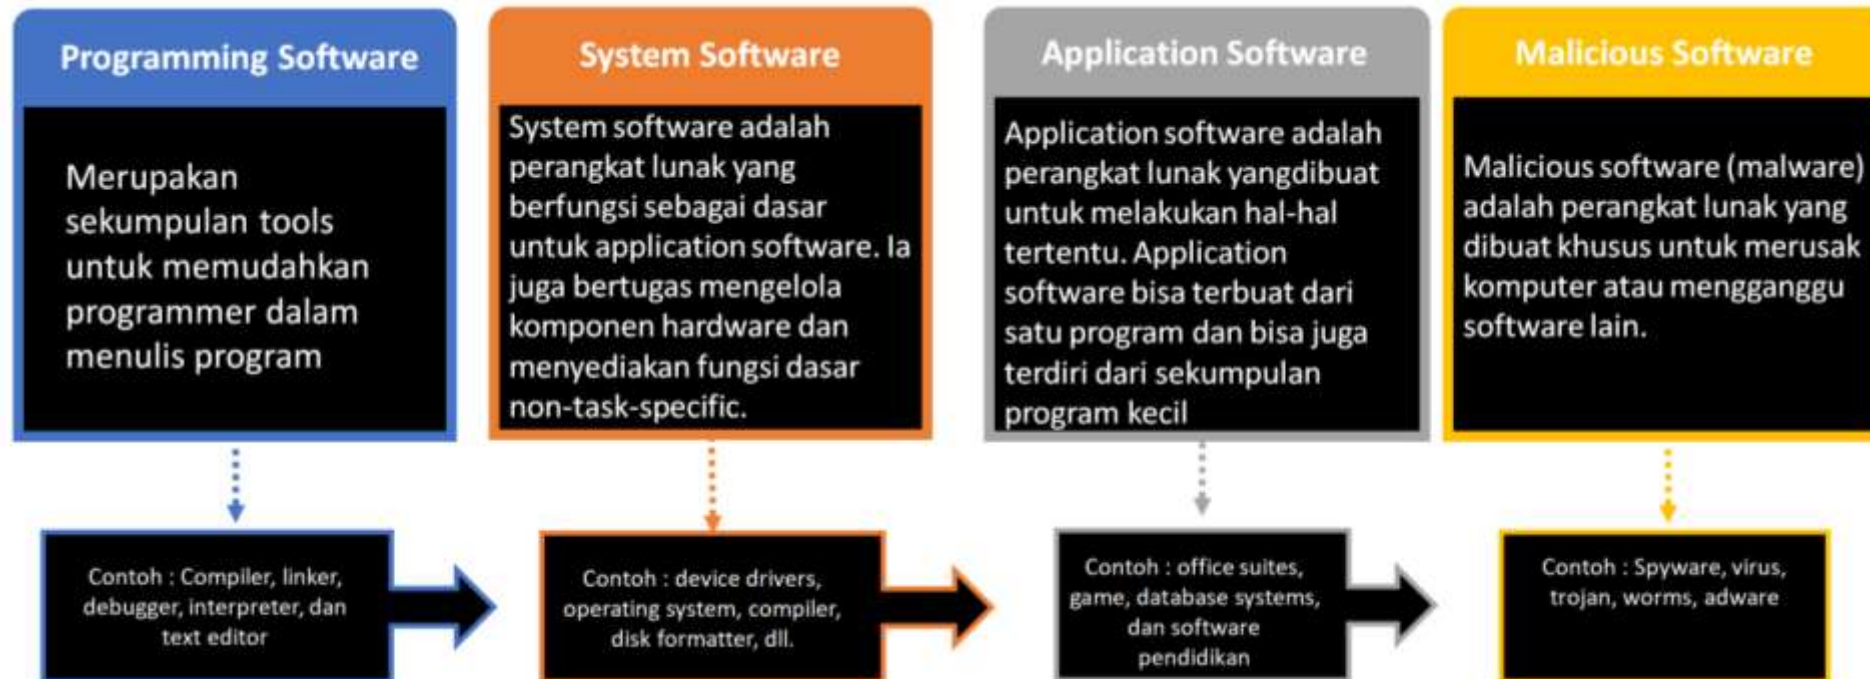 Programming Software
Merupakan
sekumpulan tools
untuk memudahkan
programmer dalam
menulis program
Contoh : Compiler, linker,
debugger, interpreter, dan
text editor
System Software
System software adalah
perangkat lunak yang
berfungsi sebagai dasar
untuk application software. Ia
juga bertugas mengelola
komponen hardware dan
menyediakan fungsi dasar
non-task-specific.
Contoh : device drivers,
operating system, compiler,
disk formatter, dll.
Application Software
Application software adalah
perangkat lunak yangdibuat
untuk melakukan hal-hal
tertentu. Application
software bisa terbuat dari
satu program dan bisa juga
terdiri dari sekumpulan
program kecil
Contoh : office suites,
game, database systems,
dan software
pendidikan
Malicious Software
Malicious software (malware)
adalah perangkat lunak yang
dibuat khusus untuk merusak
komputer atau mengganggu
software lain.
Contoh : Spyware, virus,
trojan, worms, adware